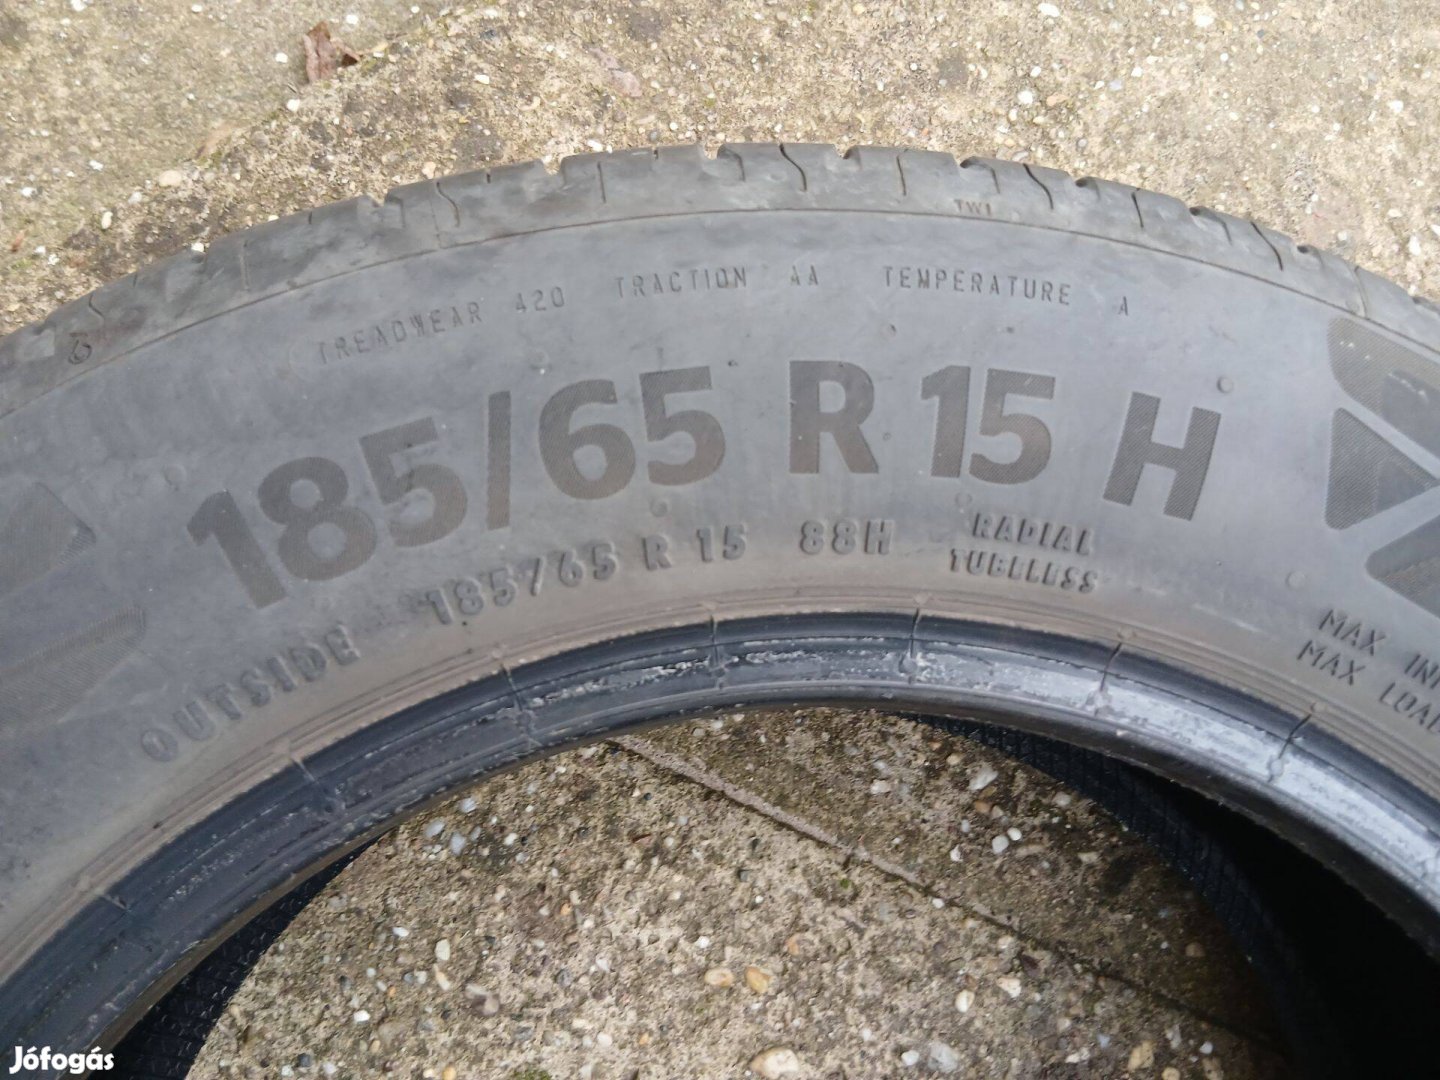 TWI
TREADWEAR 420 TRACTION AA TEMPERATURE A
185/65 R 15 H
OUTSIDE 185/65 R 15 88H RADIAL
TUBELESS
MAX
MAX
Jófogás